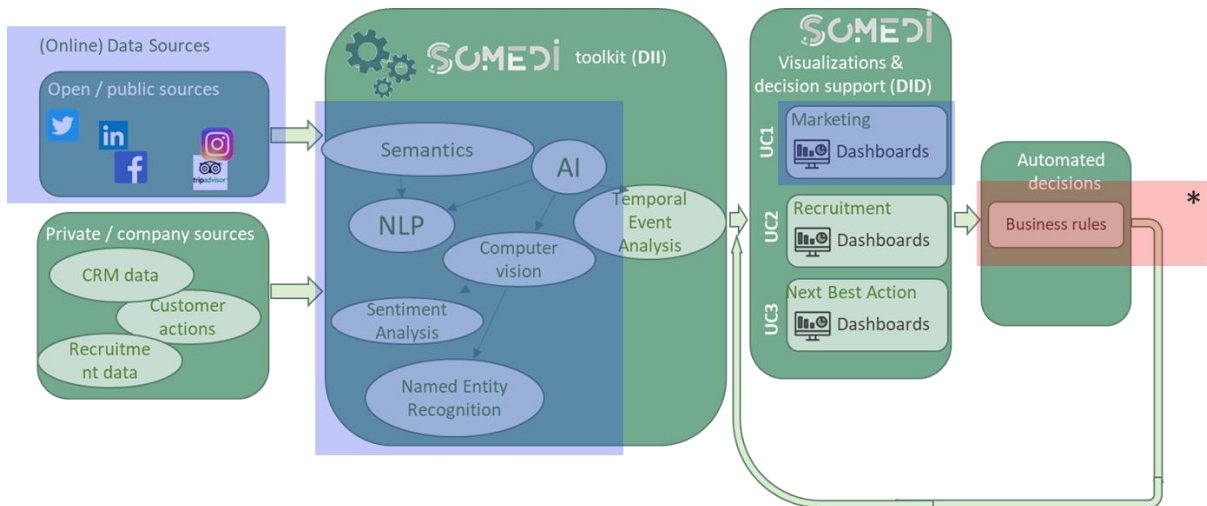 (Online) Data Sources
Open / public sources
in
f
tripadvisor
Private / company sources
CRM data
Customer
actions
Recruitme
nt data
SOMEDI toolkit (DII)
Semantics
AI
NLP
Temporal
Event
Analysis
Computer
vision
Sentiment
Analysis
Named Entity
Recognition
SOMEDI
Visualizations &
decision support (DID)
UC1
Marketing
Dashboards
UC2
Recruitment
Dashboards
UC3
Next Best Action
Dashboards
Automated
decisions
Business rules
*